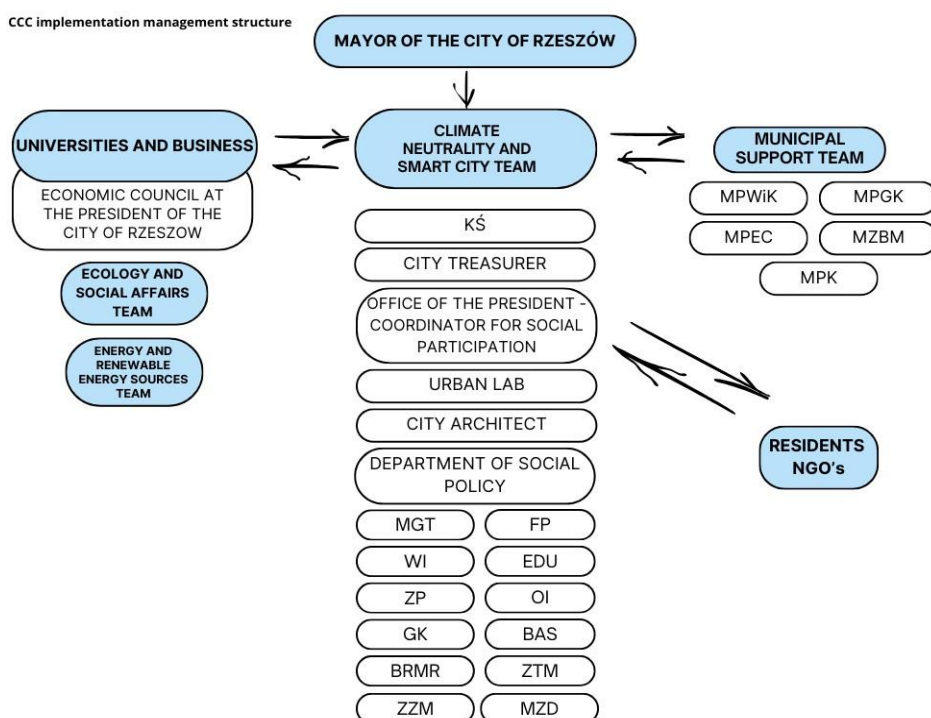 CCC implementation management structure
MAYOR OF THE CITY OF RZESZÓW
UNIVERSITIES AND BUSINESS
ECONOMIC COUNCIL AT
THE PRESIDENT OF THE
CITY OF RZESZOW
ECOLOGY AND
SOCIAL AFFAIRS
TEAM
ENERGY AND
RENEWABLE
ENERGY SOURCES
TEAM
CLIMATE
NEUTRALITY AND
SMART CITY TEAM
KŚ
CITY TREASURER
OFFICE OF THE PRESIDENT -
COORDINATOR FOR SOCIAL
PARTICIPATION
URBAN LAB
CITY ARCHITECT
DEPARTMENT OF SOCIAL
POLICY
MGT FP
WI EDU
ZP OI
GK BAS
BRMR ZTM
ZZM MZD
MUNICIPAL
SUPPORT TEAM
MPWiK MPGK
MPEC MZBM
MPK
RESIDENTS
NGO's